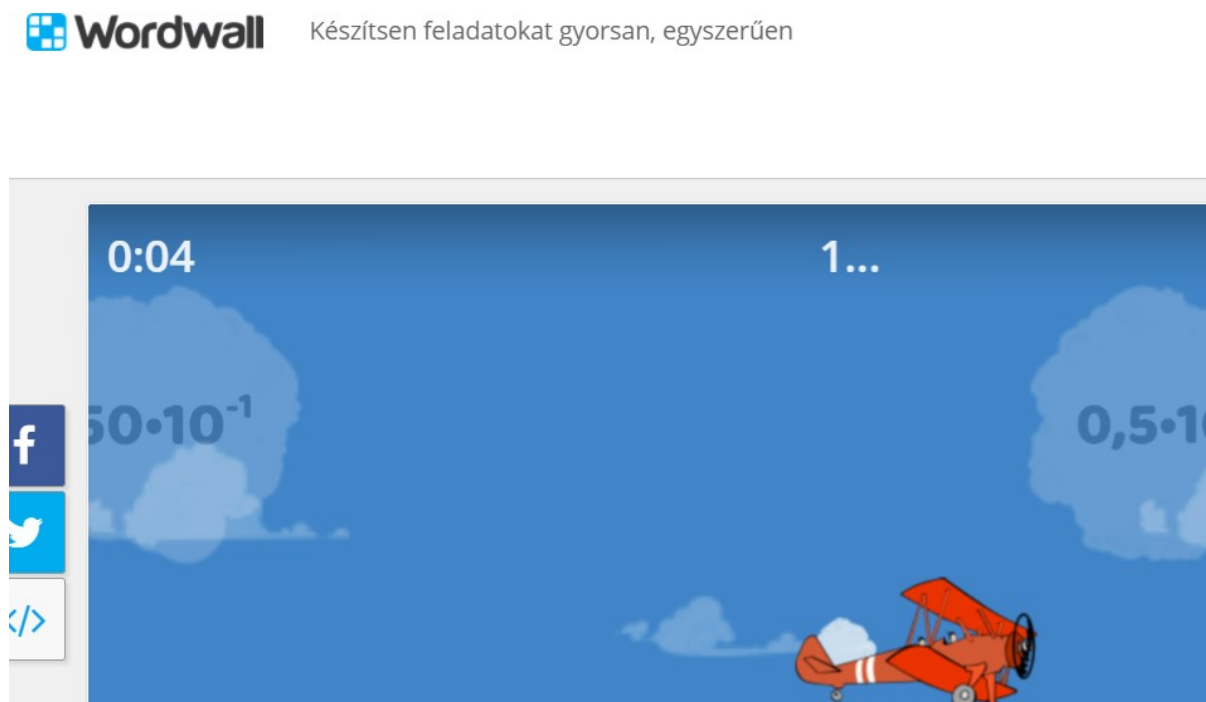 Wordwall Készítsen feladatokat gyorsan, egyszerűen
0:04 1...
50•10⁻¹ 0,5•1
f
</>